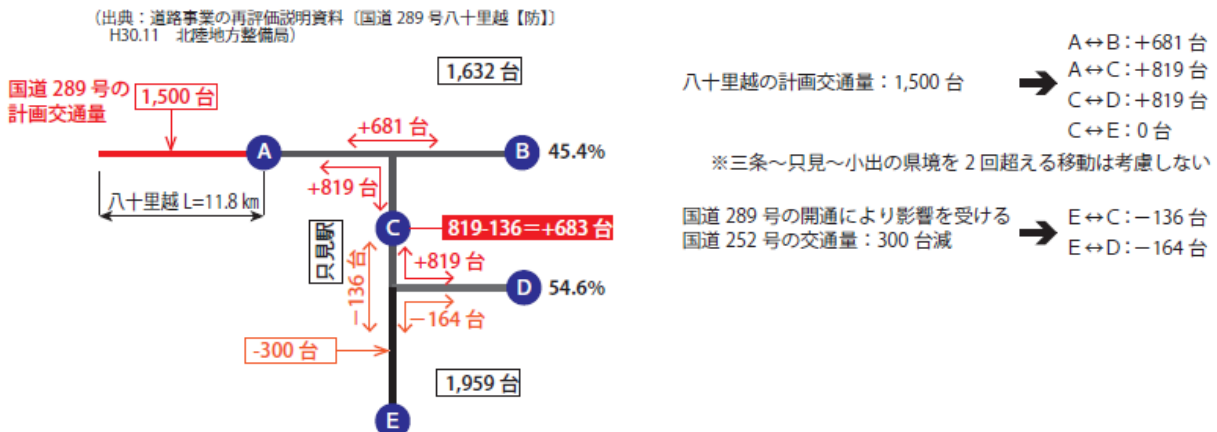 （出典：道路事業の再評価説明資料〔国道 289 号八十里越【防】〕
H30.11　北陸地方整備局）
1,632 台
国道 289 号の
計画交通量
1,500 台
+681 台
A
B
45.4%
+819 台
八十里越 L=11.8 ㎞
C
819-136＝+683 台
只見駅
－136 台
+819 台
D
54.6%
－164 台
-300 台
1,959 台
E
八十里越の計画交通量：1,500 台
A⇔B：+681 台
A⇔C：+819 台
C⇔D：+819 台
C⇔E：0 台
※三条～只見～小出の県境を 2 回超える移動は考慮しない
国道 289 号の開通により影響を受ける
国道 252 号の交通量：300 台減
E⇔C：－136 台
E⇔D：－164 台